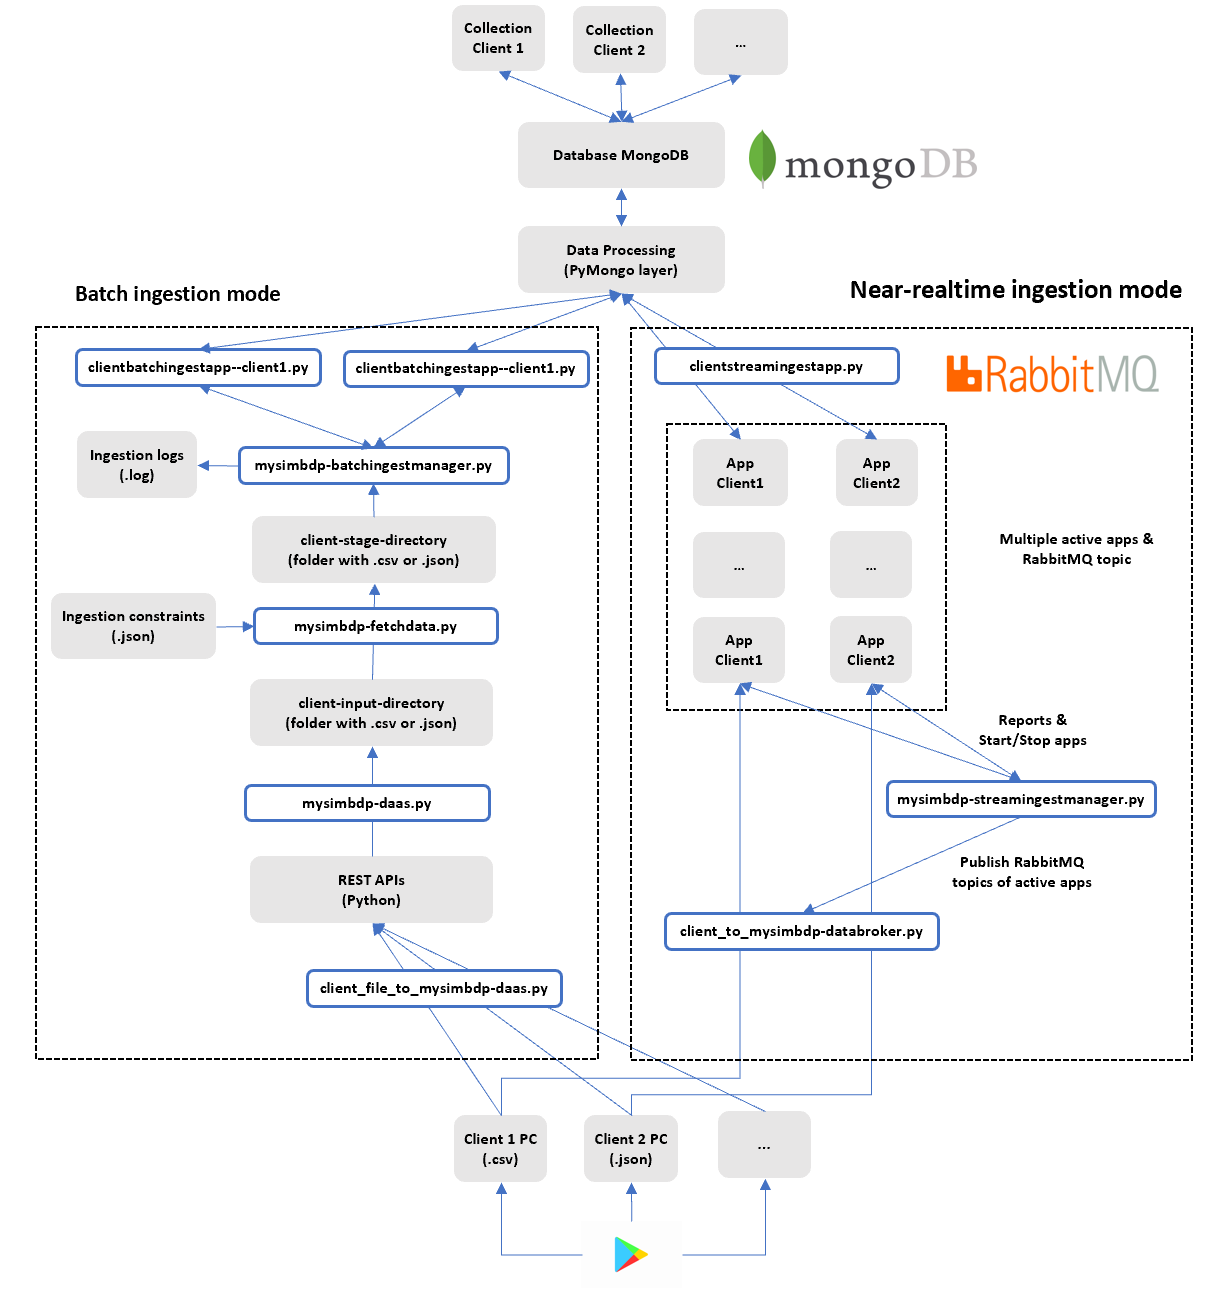 Collection
Client 1
Collection
Client 2
...
Database MongoDB
mongoDB
Data Processing
(PyMongo layer)
Batch ingestion mode
Near-realtime ingestion mode
clientbatchingestapp--client1.py
clientbatchingestapp--client1.py
clientstreamingestapp.py
RabbitMQ
Ingestion logs
(.log)
mysimbdp-batchingestmanager.py
App
Client1
App
Client2
client-stage-directory
(folder with .csv or .json)
...
...
Multiple active apps &
RabbitMQ topic
Ingestion constraints
(.json)
mysimbdp-fetchdata.py
App
Client1
App
Client2
client-input-directory
(folder with .csv or .json)
Reports &
Start/Stop apps
mysimbdp-daas.py
mysimbdp-streamingestmanager.py
REST APIs
(Python)
Publish RabbitMQ
topics of active apps
client_to_mysimbdp-databroker.py
client_file_to_mysimbdp-daas.py
Client 1 PC
(.csv)
Client 2 PC
(.json)
...